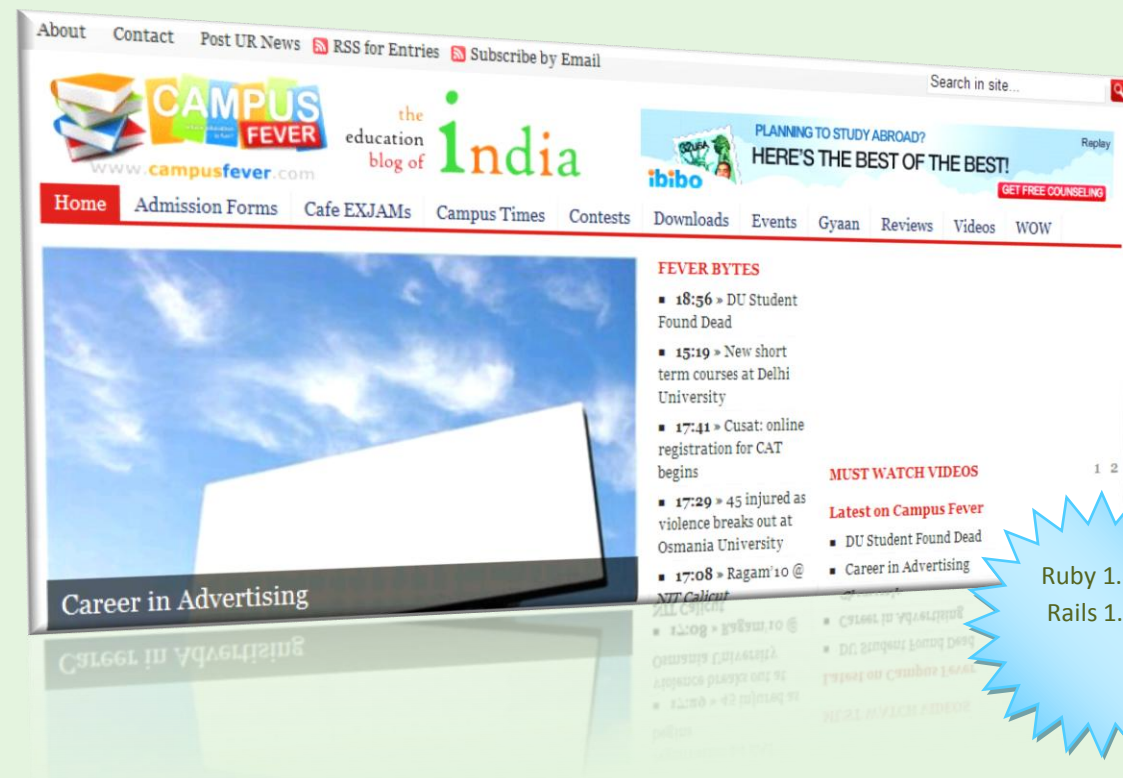 About Contact Post UR News RSS for Entries Subscribe by Email
Search in site...
CAMPUS
FEVER
www.campusfever.com
the
education
blog of
india
PLANNING TO STUDY ABROAD?
HERE'S THE BEST OF THE BEST!
Replay
ibibo
GET FREE COUNSELING
Home Admission Forms Cafe EXJAMs Campus Times Contests Downloads Events Gyaan Reviews Videos WOW
Career in Advertising
FEVER BYTES
▪ 18:56 » DU Student
Found Dead
▪ 15:19 » New short
term courses at Delhi
University
▪ 17:41 » Cusat: online
registration for CAT
begins
▪ 17:29 » 45 injured as
violence breaks out at
Osmania University
▪ 17:08 » Ragam'10 @
NIT Calicut
1 2
MUST WATCH VIDEOS
Latest on Campus Fever
▪ DU Student Found Dead
▪ Career in Advertising
Ruby 1.
Rails 1.